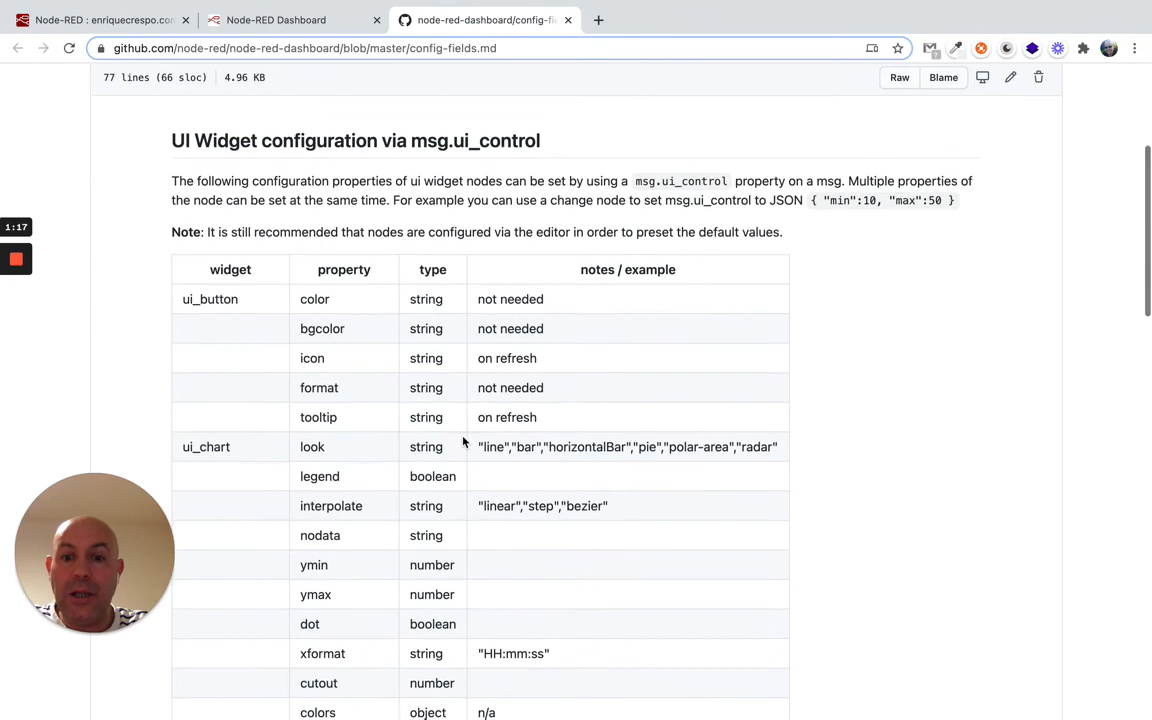 Node-RED : enriquecrespo.con
Node-RED Dashboard
node-red-dashboard/config-fi
github.com/node-red/node-red-dashboard/blob/master/config-fields.md
77 lines (66 sloc) 4.96 KB
Raw Blame
UI Widget configuration via msg.ui_control
The following configuration properties of ui widget nodes can be set by using a msg.ui_control property on a msg. Multiple properties of
the node can be set at the same time. For example you can use a change node to set msg.ui_control to JSON { "min":10, "max":50 }
1:17
Note: It is still recommended that nodes are configured via the editor in order to preset the default values.
widget property type notes / example
ui_button color string not needed
bgcolor string not needed
icon string on refresh
format string not needed
tooltip string on refresh
ui_chart look string "line","bar","horizontalBar","pie","polar-area","radar"
legend boolean
interpolate string "linear","step","bezier"
nodata string
ymin number
ymax number
dot boolean
xformat string "HH:mm:ss"
cutout number
colors object n/a